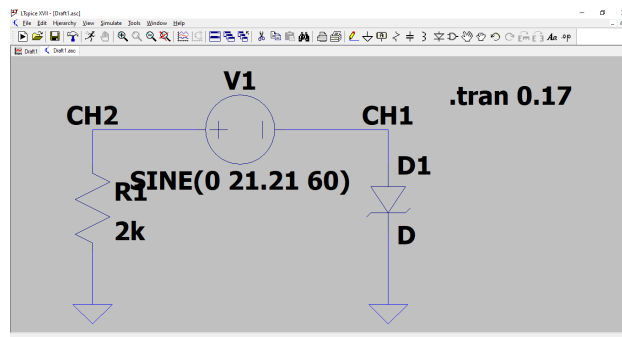 LTspice XVII - [Draft1.asc]
File Edit Hierarchy View Simulate Tools Window Help
Draft1 Draft1.asc
V1
.tran 0.17
CH2
CH1
D1
SINE(0 21.21 60)
R1
2k
D